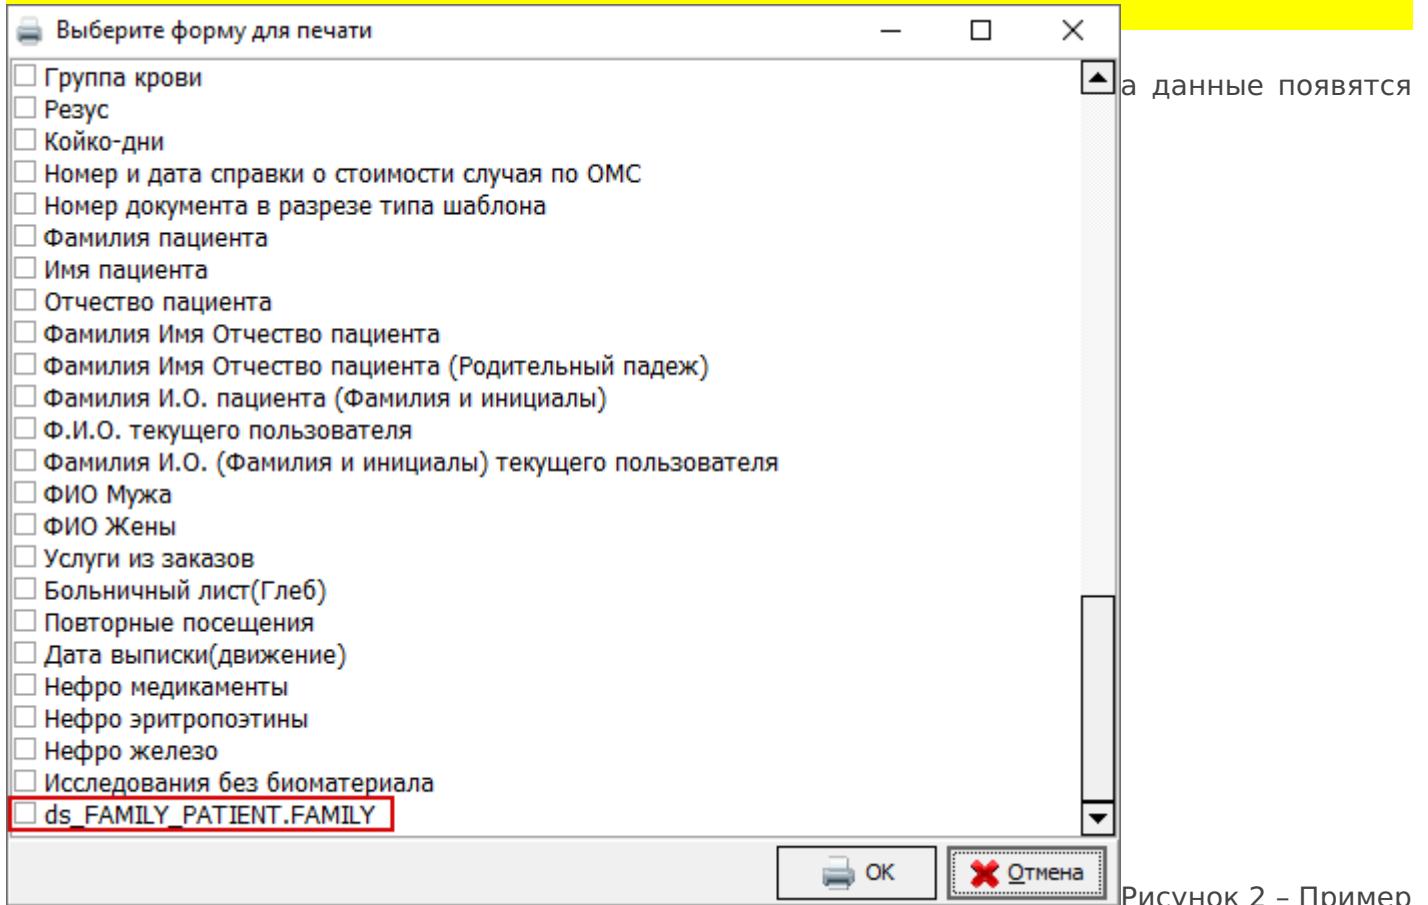 Выберите форму для печати
Группа крови
а данные появятся
Резус
Койко-дни
Номер и дата справки о стоимости случая по ОМС
Номер документа в разрезе типа шаблона
Фамилия пациента
Имя пациента
Отчество пациента
Фамилия Имя Отчество пациента
Фамилия Имя Отчество пациента (Родительный падеж)
Фамилия И.О. пациента (Фамилия и инициалы)
Ф.И.О. текущего пользователя
Фамилия И.О. (Фамилия и инициалы) текущего пользователя
ФИО Мужа
ФИО Жены
Услуги из заказов
Больничный лист(Глеб)
Повторные посещения
Дата выписки(движение)
Нефро медикаменты
Нефро эритропоэтины
Нефро железо
Исследования без биоматериала
ds_FAMILY_PATIENT.FAMILY
ОК
Отмена
Рисунок 2 – Пример